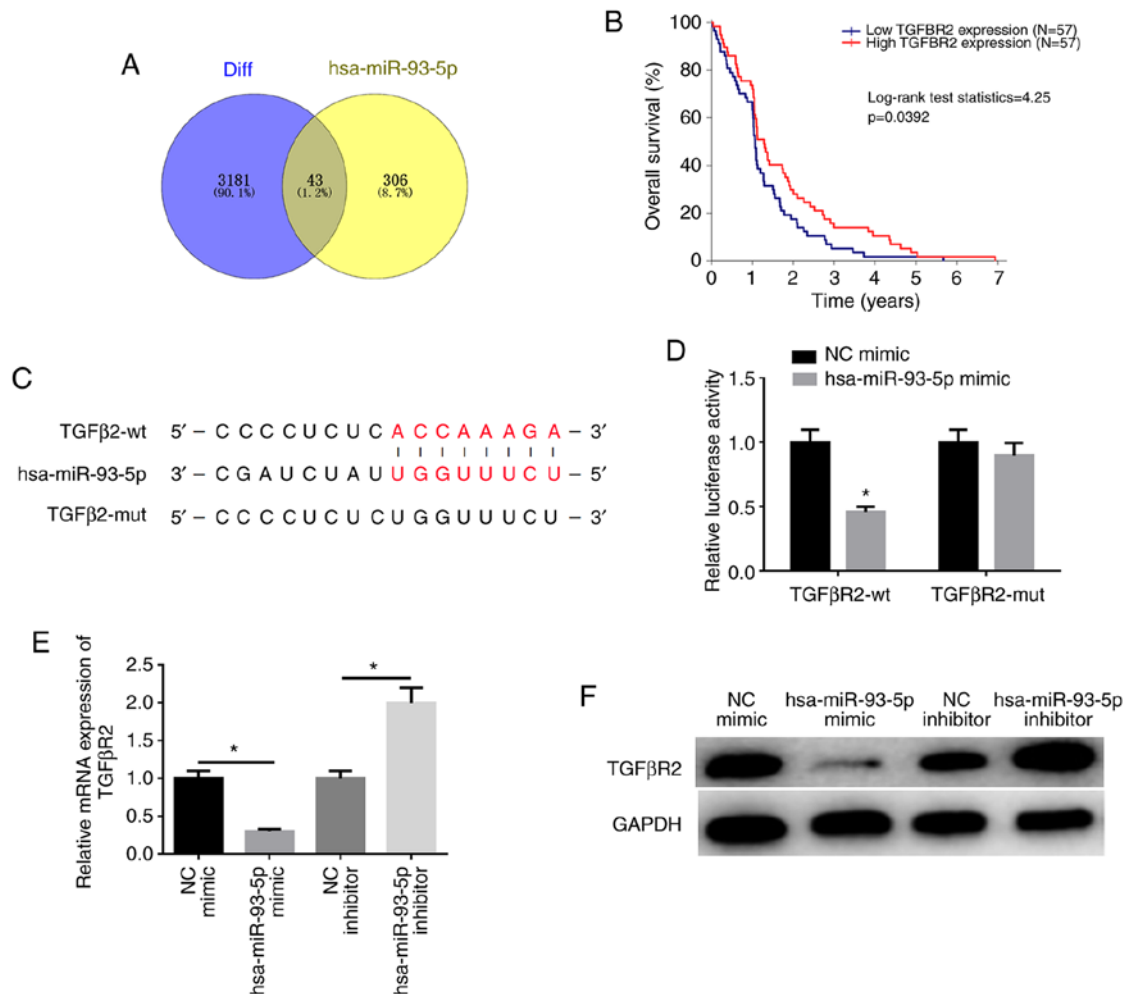 A
Diff
hsa-miR-93-5p
3181
(90.1%)
43
(1.2%)
306
(8.7%)
B
Overall survival (%)
100
80
60
40
20
0
0 1 2 3 4 5 6 7
Time (years)
Low TGFBR2 expression (N=57)
High TGFBR2 expression (N=57)
Log-rank test statistics=4.25
p=0.0392
C
TGFβ2-wt 5′ – C C C C U C U C A C C A A A G A – 3′
hsa-miR-93-5p 3′ – C G A U C U A U U G G U U U C U – 5′
TGFβ2-mut 5′ – C C C C U C U C U G G U U U C U – 3′
D
NC mimic
hsa-miR-93-5p mimic
Relative luciferase activity
1.5
1.0
0.5
0.0
*
TGFβR2-wt TGFβR2-mut
E
Relative mRNA expression of
TGFβR2
2.5
2.0
1.5
1.0
0.5
0.0
*
*
NC
mimic
hsa-miR-93-5p
mimic
NC
inhibitor
hsa-miR-93-5p
inhibitor
F
NC
mimic
hsa-miR-93-5p
mimic
NC
inhibitor
hsa-miR-93-5p
inhibitor
TGFβR2
GAPDH